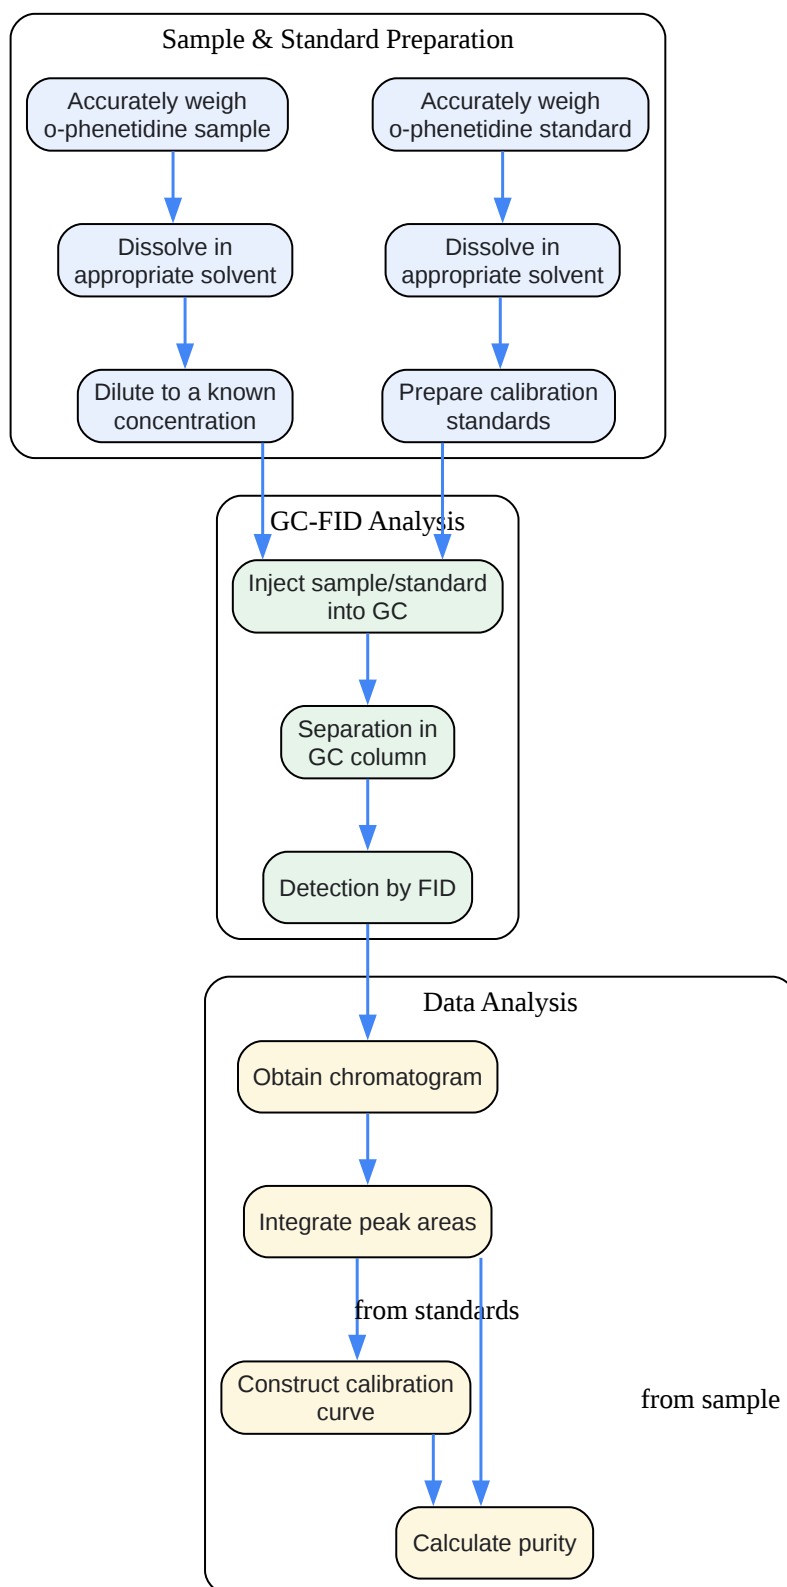 Sample & Standard Preparation
Accurately weigh
o-phenetidine sample
Accurately weigh
o-phenetidine standard
Dissolve in
appropriate solvent
Dissolve in
appropriate solvent
Dilute to a known
concentration
Prepare calibration
standards
GC-FID Analysis
Inject sample/standard
into GC
Separation in
GC column
Detection by FID
Data Analysis
Obtain chromatogram
Integrate peak areas
from standards
Construct calibration
curve
from sample
Calculate purity